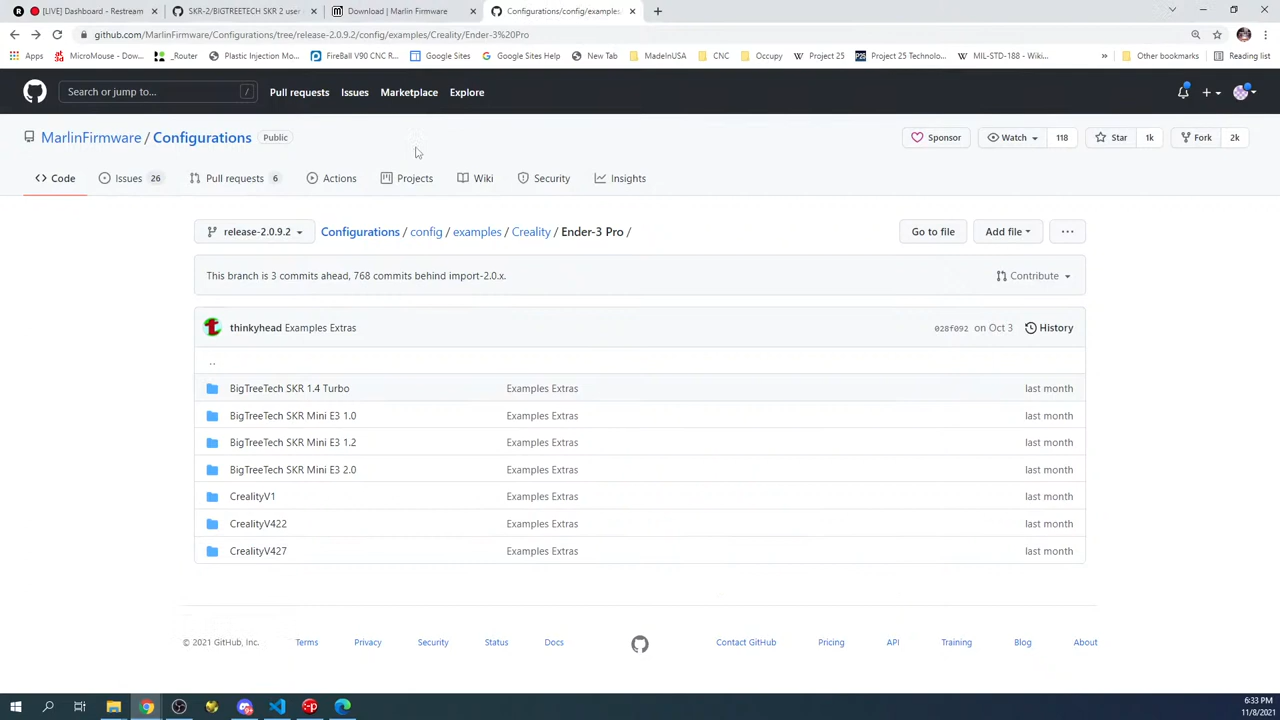 [LIVE] Dashboard - Restream
SKR-2/BIGTREETECH SKR 2 user
Download | Marlin Firmware
Configurations/config/examples
github.com/MarlinFirmware/Configurations/tree/release-2.0.9.2/config/examples/Creality/Ender-3%20Pro
MicroMouse - Dow...
_Router
Plastic Injection Mo...
FireBall V90 CNC R...
Google Sites
Google Sites Help
New Tab
MadeInUSA
CNC
Occupy
Project 25
Project 25 Technolo...
MIL-STD-188 - Wiki...
»
Other bookmarks
Reading list
Search or jump to...
/
Pull requests
Issues
Marketplace
Explore
MarlinFirmware / Configurations
Public
Sponsor
Watch
118
Star
1k
Fork
2k
Code
Issues 26
Pull requests 6
Actions
Projects
Wiki
Security
Insights
release-2.0.9.2
Configurations / config / examples / Creality / Ender-3 Pro /
Go to file
Add file
...
This branch is 3 commits ahead, 768 commits behind import-2.0.x.
Contribute
thinkyhead Examples Extras
028f092 on Oct 3
History
..
BigTreeTech SKR 1.4 Turbo Examples Extras last month
BigTreeTech SKR Mini E3 1.0 Examples Extras last month
BigTreeTech SKR Mini E3 1.2 Examples Extras last month
BigTreeTech SKR Mini E3 2.0 Examples Extras last month
CrealityV1 Examples Extras last month
CrealityV422 Examples Extras last month
CrealityV427 Examples Extras last month
© 2021 GitHub, Inc.
Terms
Privacy
Security
Status
Docs
Contact GitHub
Pricing
API
Training
Blog
About
6:33 PM
11/8/2021